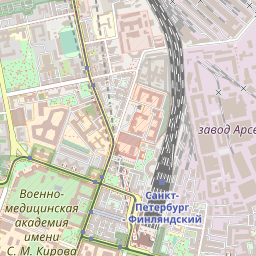 завод Арсе
Санкт-
Петербург
Финляндский
Военно-
медицинская
академия
имени
С. М. Кирова